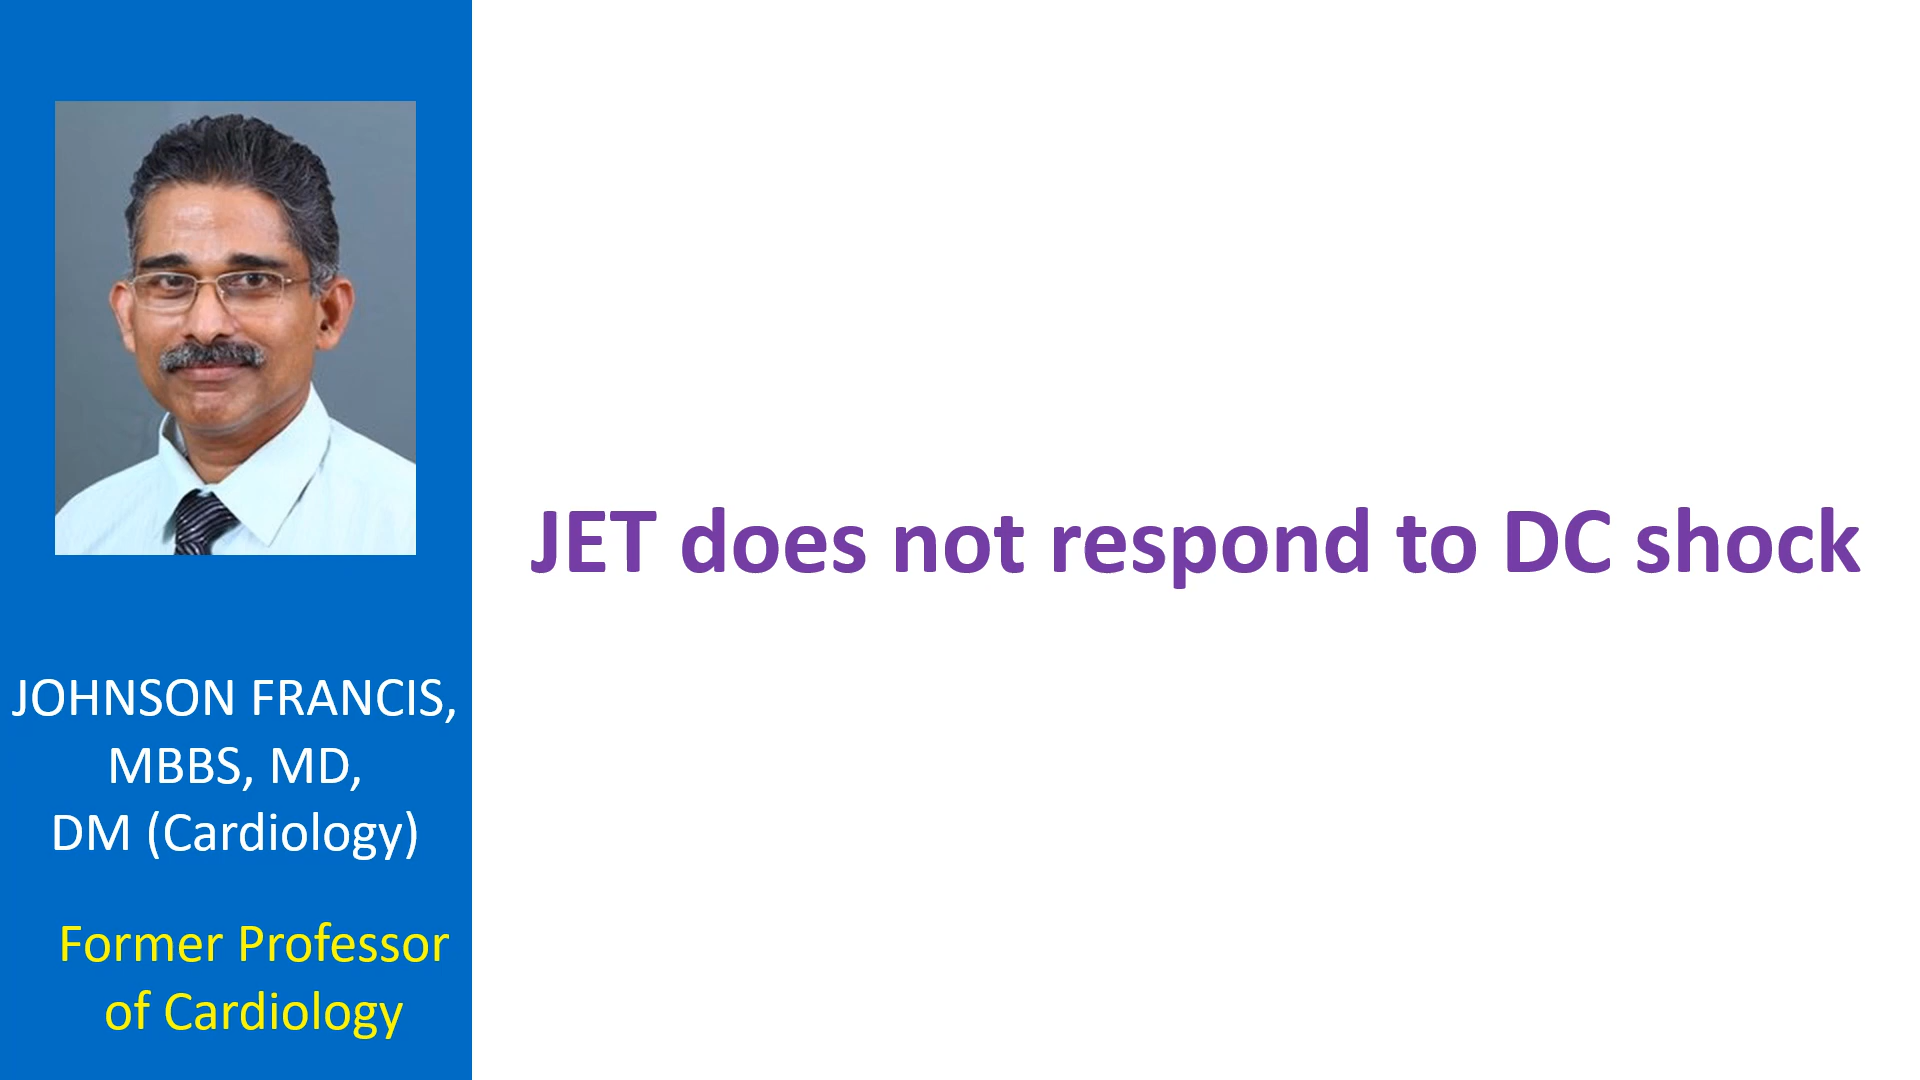 JET does not respond to DC shock
JOHNSON FRANCIS,
MBBS, MD,
DM (Cardiology)
Former Professor
of Cardiology